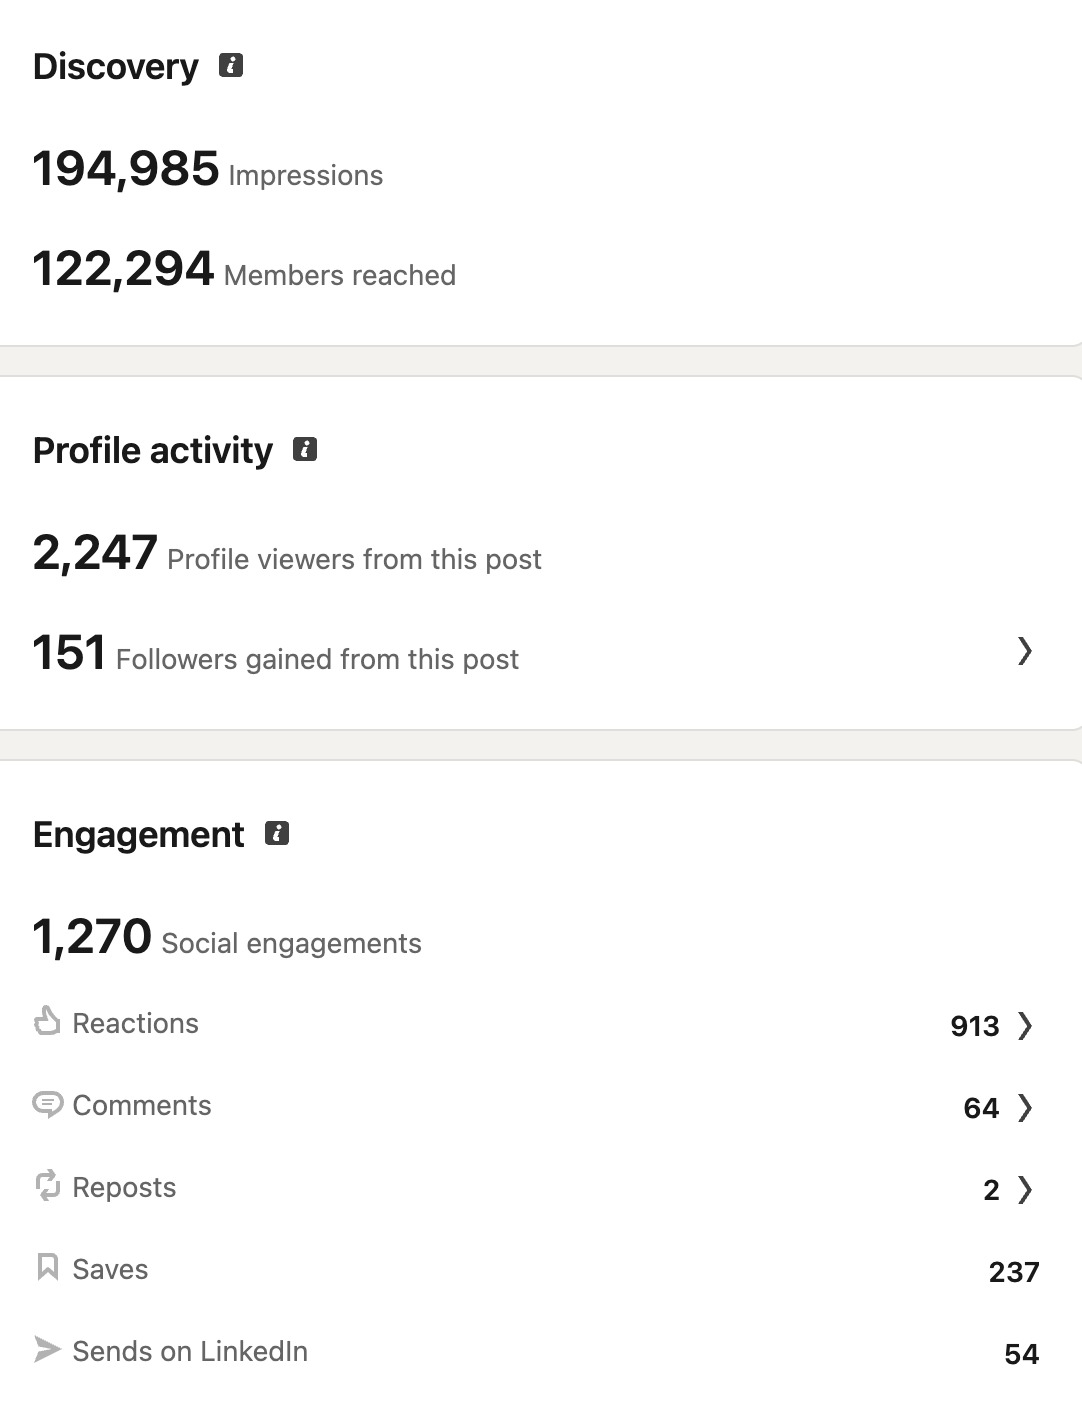 Discovery
194,985 Impressions
122,294 Members reached
Profile activity
2,247 Profile viewers from this post
151 Followers gained from this post
Engagement
1,270 Social engagements
Reactions 913
Comments 64
Reposts 2
Saves 237
Sends on LinkedIn 54